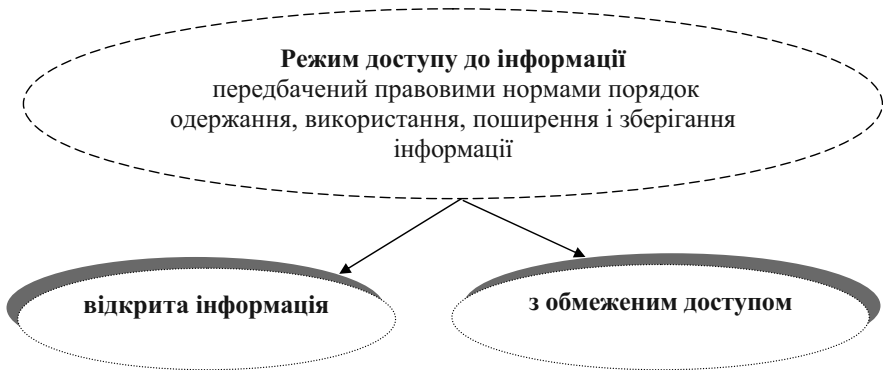 Режим доступу до інформації
передбачений правовими нормами порядок
одержання, використання, поширення і зберігання
інформації
відкрита інформація
з обмеженим доступом